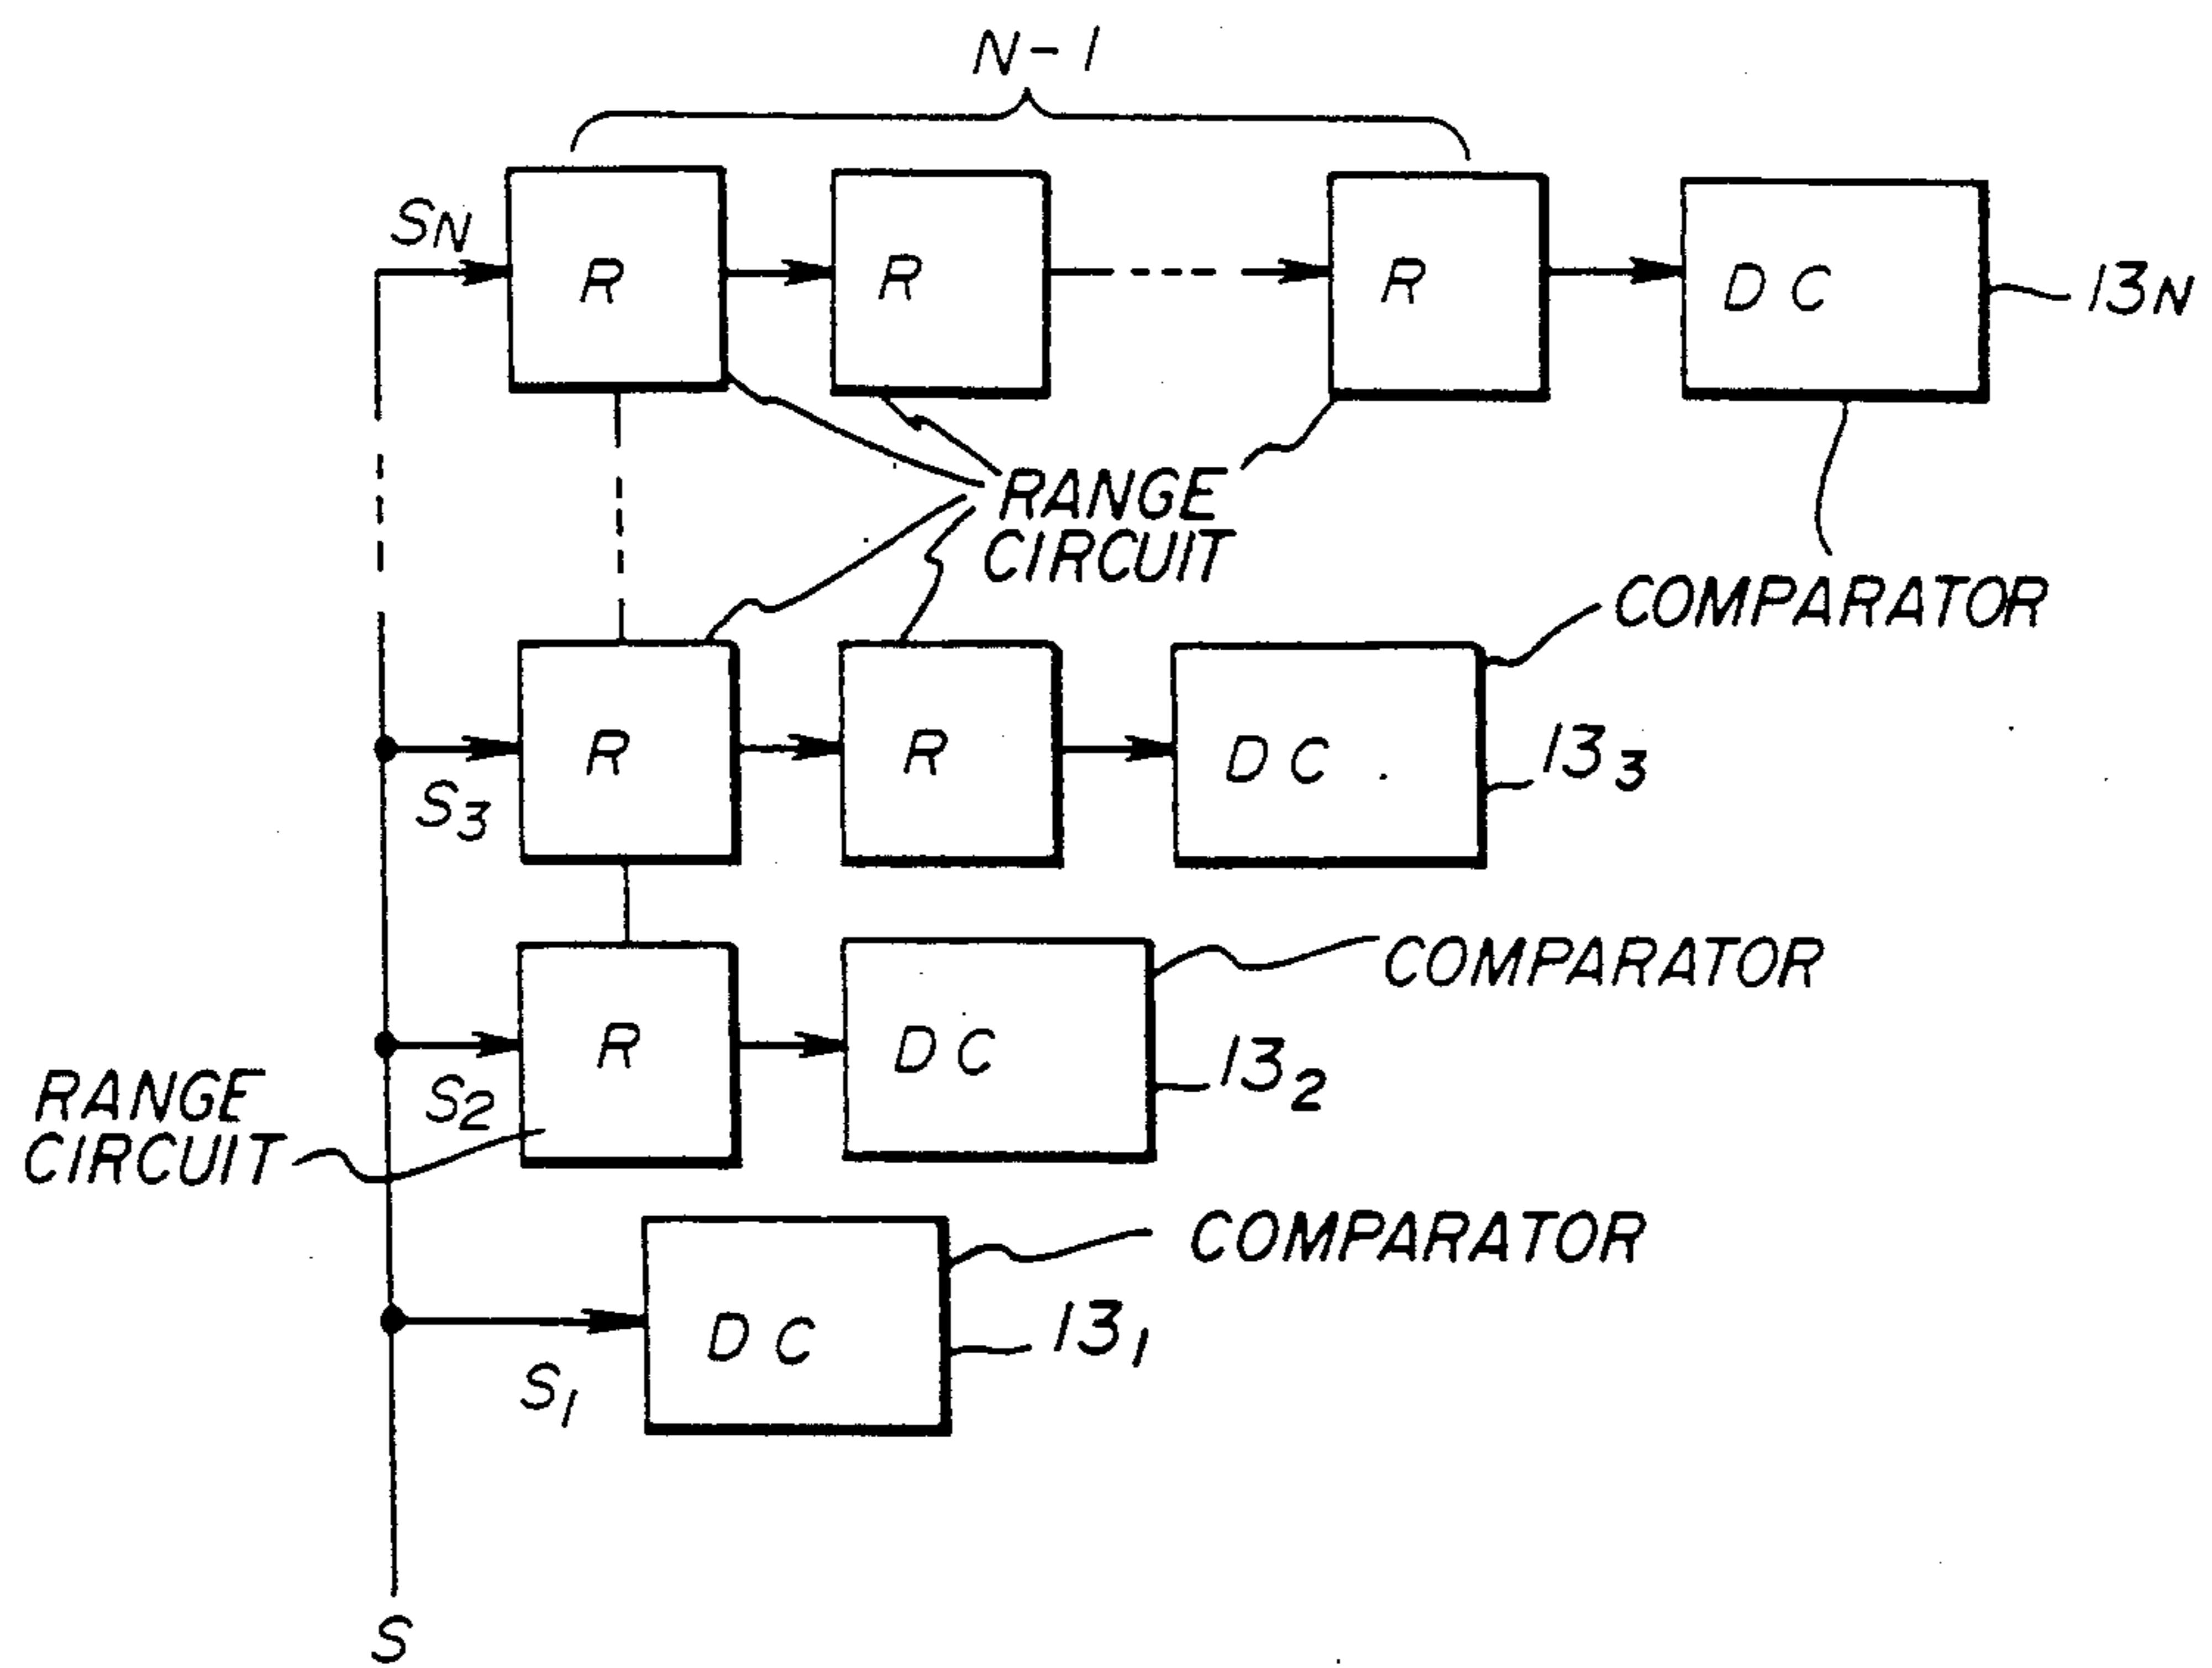 N-1
SN
R
R
R
DC
13N
RANGE
CIRCUIT
COMPARATOR
R
R
DC
133
S3
COMPARATOR
R
DC
132
S2
RANGE
CIRCUIT
COMPARATOR
DC
131
S1
S